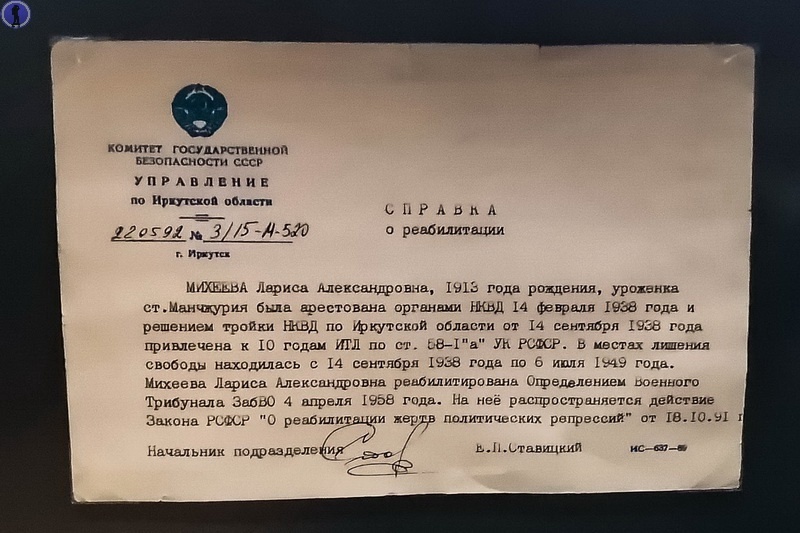 КОМИТЕТ ГОСУДАРСТВЕННОЙ
БЕЗОПАСНОСТИ СССР
УПРАВЛЕНИЕ
по Иркутской области
220592 № 3/15-М-520
г. Иркутск
СПРАВКА
о реабилитации
МИХЕЕВА Лариса Александровна, 1913 года рождения, уроженка
ст.Манчжурия была арестована органами НКВД 14 февраля 1938 года и
решением тройки НКВД по Иркутской области от 14 сентября 1938 года
привлечена к 10 годам ИТЛ по ст. 58-1"а" УК РСФСР. В местах лишения
свободы находилась с 14 сентября 1938 года по 6 июля 1949 года.
Михеева Лариса Александровна реабилитирована Определением Военного
Трибунала ЗабВО 4 апреля 1958 года. На неё распространяется действие
Закона РСФСР "О реабилитации жертв политических репрессий" от 18.10.91 г
Начальник подразделения В.П.Ставицкий ИС-637-89